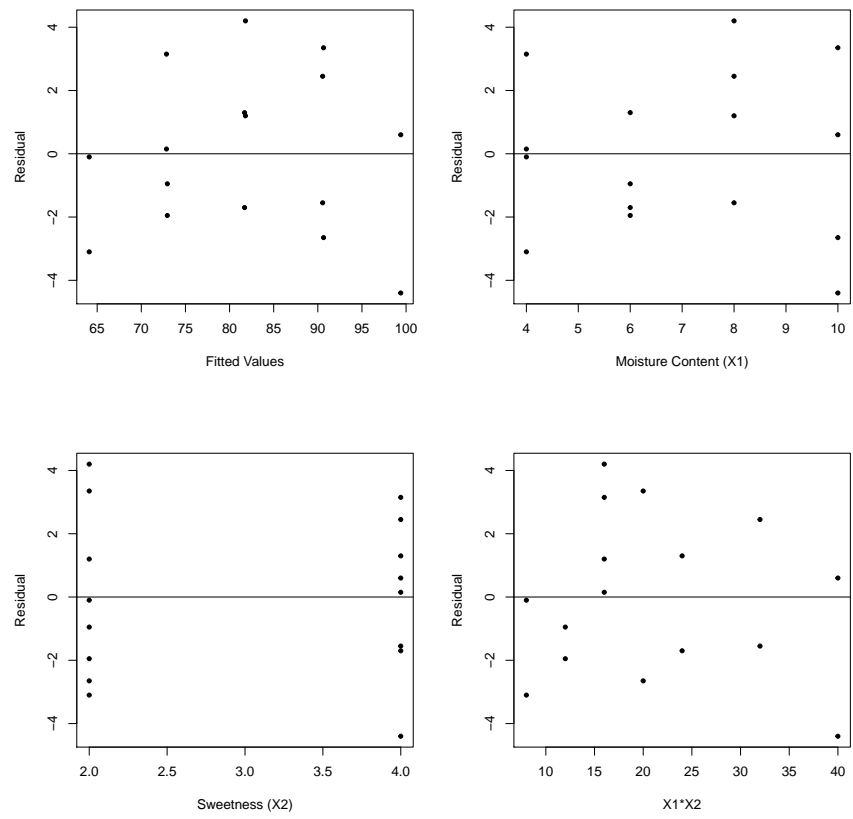 −4 −2 0 2 4
Residual
65 70 75 80 85 90 95 100
Fitted Values
−4 −2 0 2 4
Residual
4 5 6 7 8 9 10
Moisture Content (X1)
−4 −2 0 2 4
Residual
2.0 2.5 3.0 3.5 4.0
Sweetness (X2)
−4 −2 0 2 4
Residual
10 15 20 25 30 35 40
X1*X2